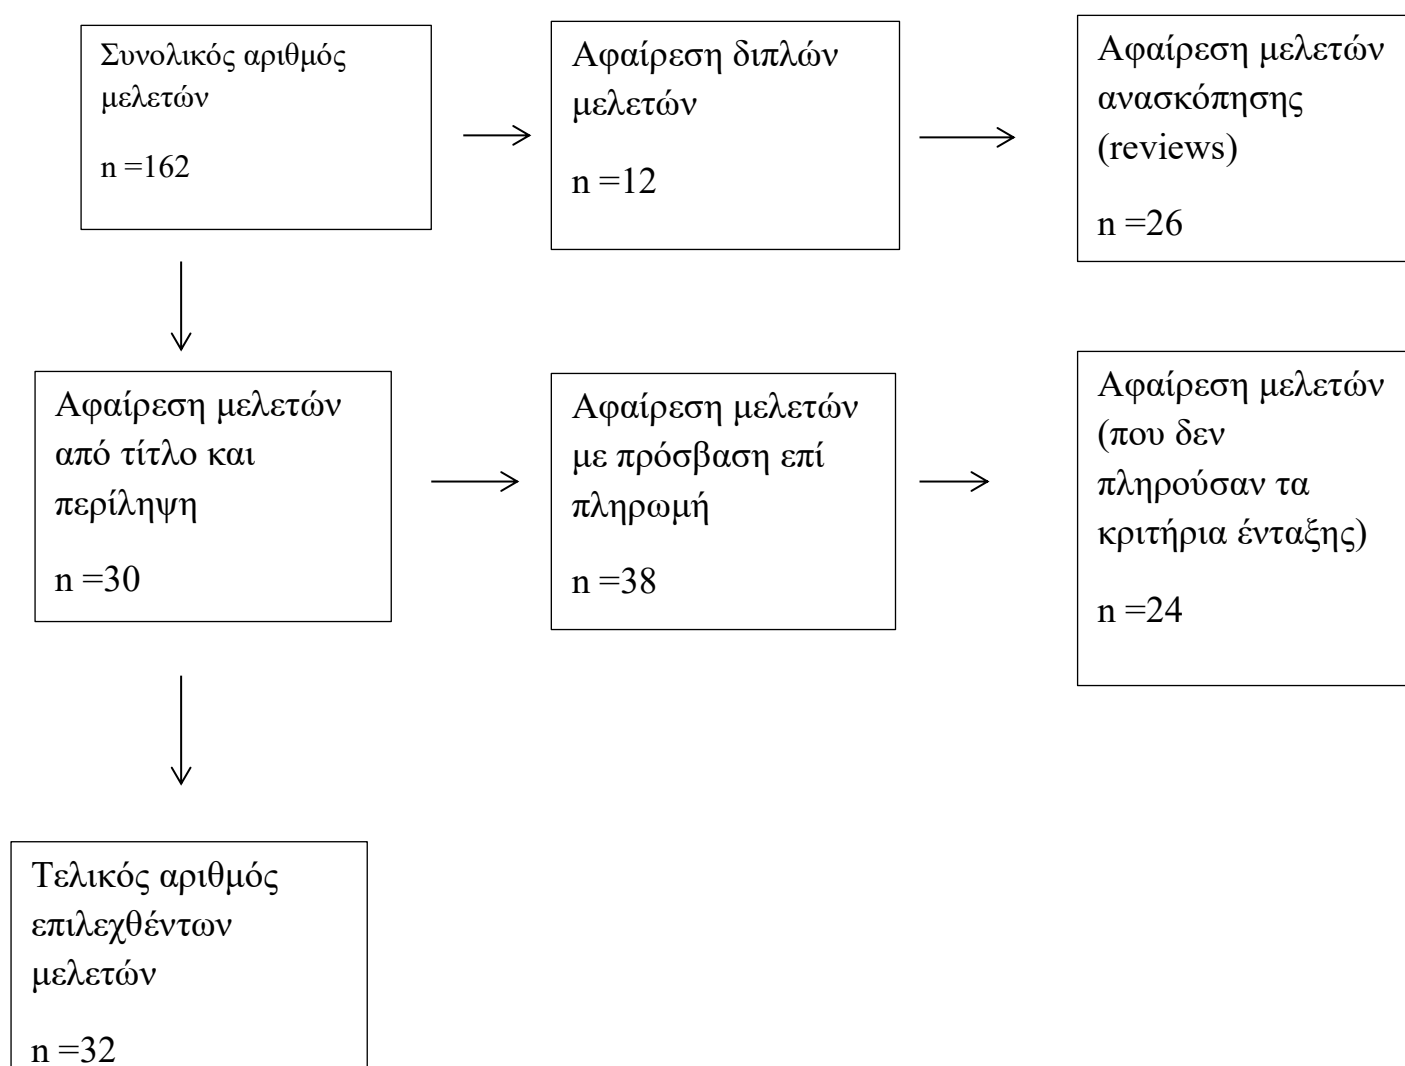 Συνολικός αριθμός
μελετών
n =162
Αφαίρεση διπλών
μελετών
n =12
Αφαίρεση μελετών
ανασκόπησης
(reviews)
n =26
Αφαίρεση μελετών
από τίτλο και
περίληψη
n =30
Αφαίρεση μελετών
με πρόσβαση επί
πληρωμή
n =38
Αφαίρεση μελετών
(που δεν
πληρούσαν τα
κριτήρια ένταξης)
n =24
Τελικός αριθμός
επιλεχθέντων
μελετών
n =32